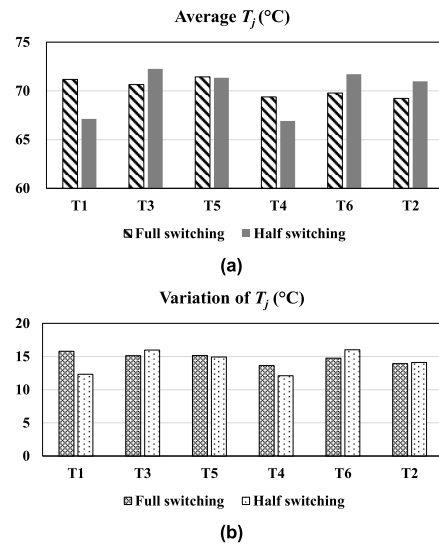 Average Tj (°C)
75
70
65
60
T1 T3 T5 T4 T6 T2
Full switching Half switching
(a)
Variation of Tj (°C)
20
15
10
5
0
T1 T3 T5 T4 T6 T2
Full switching Half switching
(b)